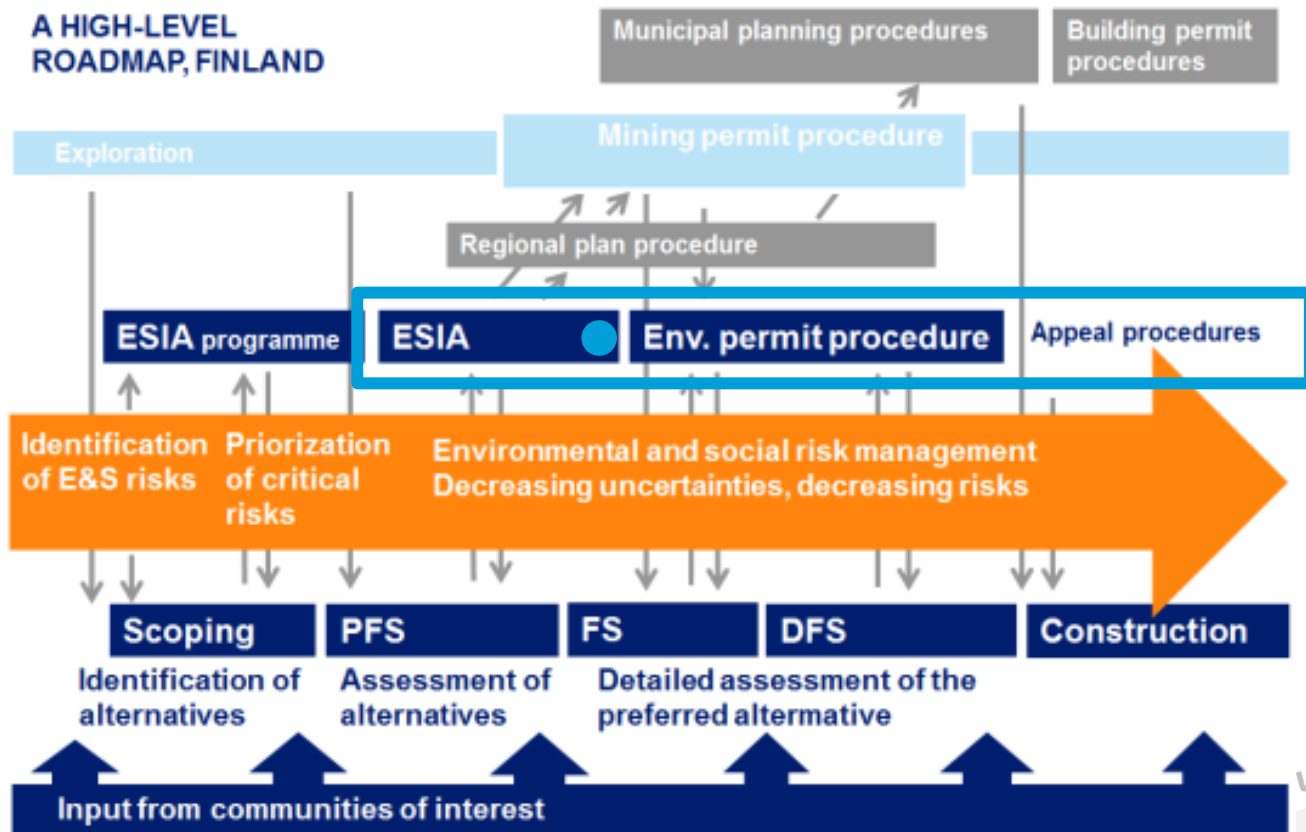 A HIGH-LEVEL
ROADMAP, FINLAND
Municipal planning procedures
Building permit
procedures
Exploration
Mining permit procedure
Regional plan procedure
ESIA programme
ESIA
Env. permit procedure
Appeal procedures
Identification
of E&S risks
Priorization
of critical
risks
Environmental and social risk management
Decreasing uncertainties, decreasing risks
Scoping
PFS
FS
DFS
Construction
Identification of
alternatives
Assessment of
alternatives
Detailed assessment of the
preferred altermative
Input from communities of interest